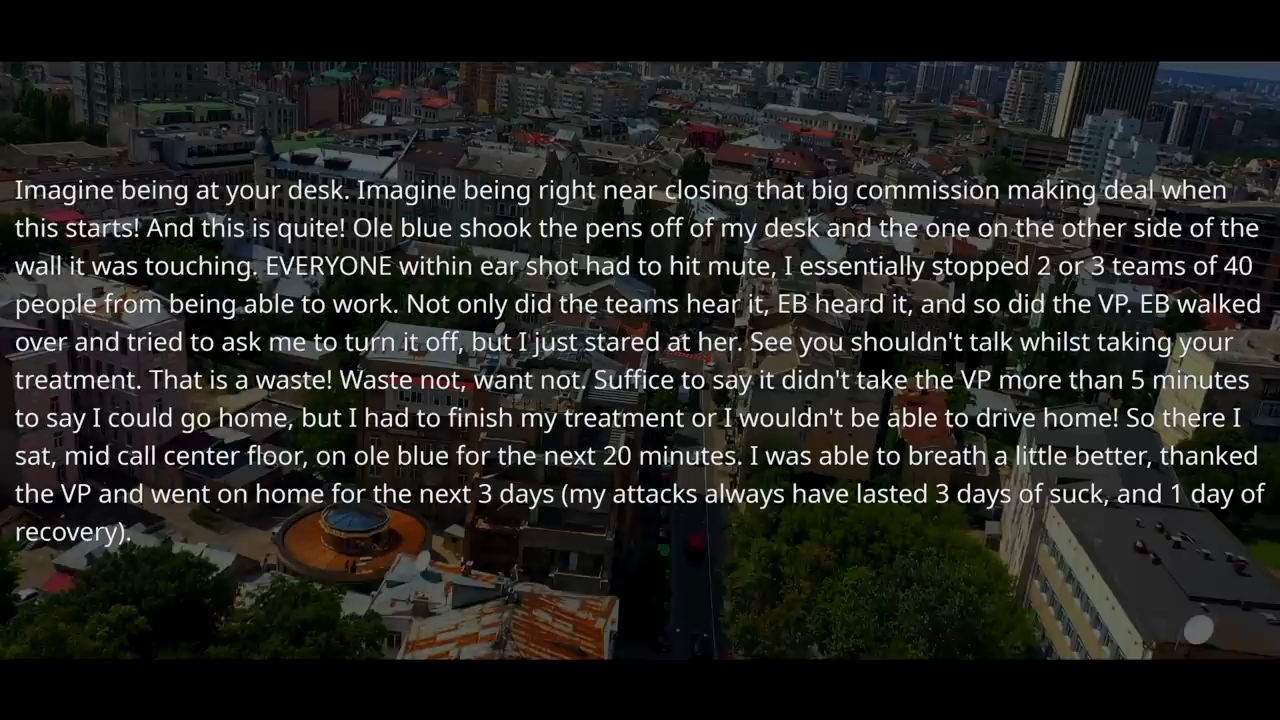 Imagine being at your desk. Imagine being right near closing that big commission making deal when
this starts! And this is quite! Ole blue shook the pens off of my desk and the one on the other side of the
wall it was touching. EVERYONE within ear shot had to hit mute, I essentially stopped 2 or 3 teams of 40
people from being able to work. Not only did the teams hear it, EB heard it, and so did the VP. EB walked
over and tried to ask me to turn it off, but I just stared at her. See you shouldn't talk whilst taking your
treatment. That is a waste! Waste not, want not. Suffice to say it didn't take the VP more than 5 minutes
to say I could go home, but I had to finish my treatment or I wouldn't be able to drive home! So there I
sat, mid call center floor, on ole blue for the next 20 minutes. I was able to breath a little better, thanked
the VP and went on home for the next 3 days (my attacks always have lasted 3 days of suck, and 1 day of
recovery).